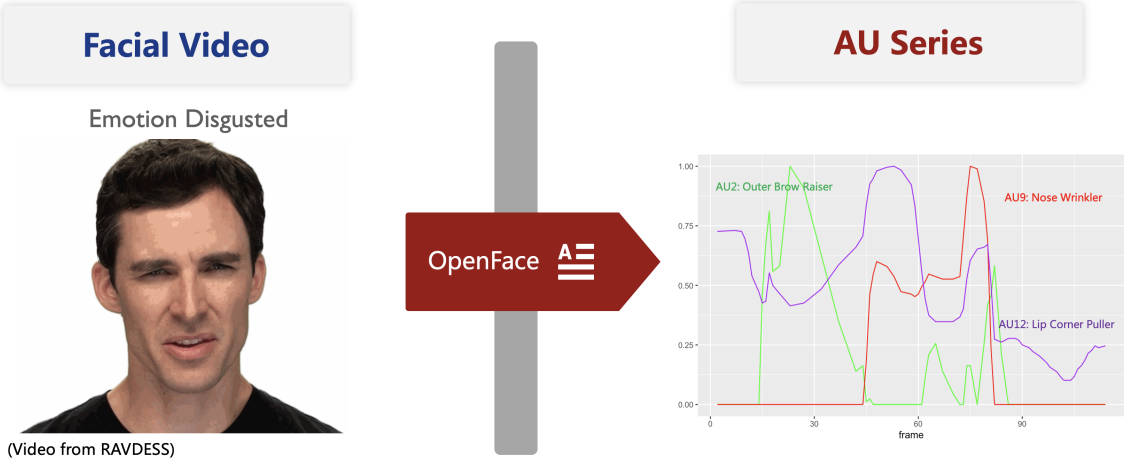 Facial Video
Emotion Disgusted
(Video from RAVDESS)
OpenFace
A
AU Series
1.00
0.75
0.50
0.25
0.00
AU2: Outer Brow Raiser
AU9: Nose Wrinkler
AU12: Lip Corner Puller
0 30 60 90
frame